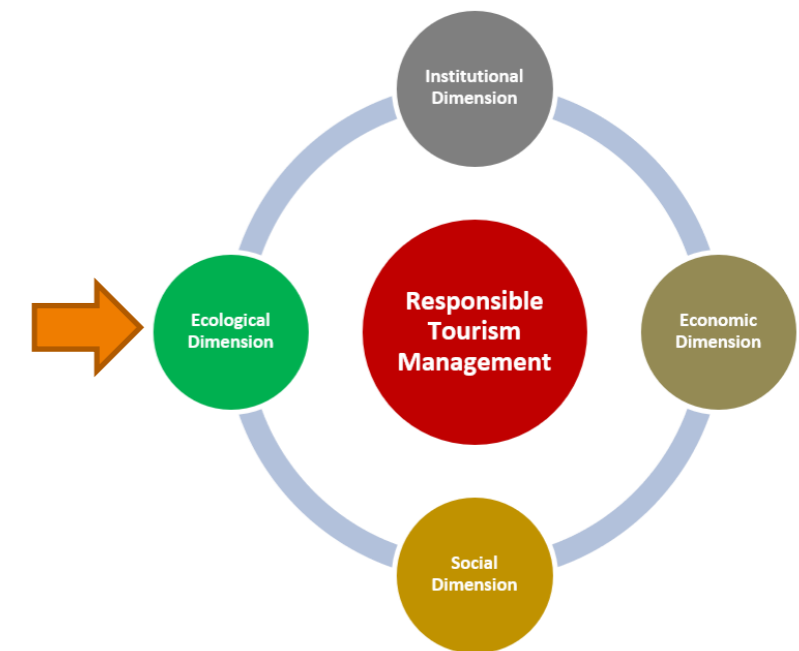 Institutional
Dimension
Ecological
Dimension
Responsible
Tourism
Management
Economic
Dimension
Social
Dimension